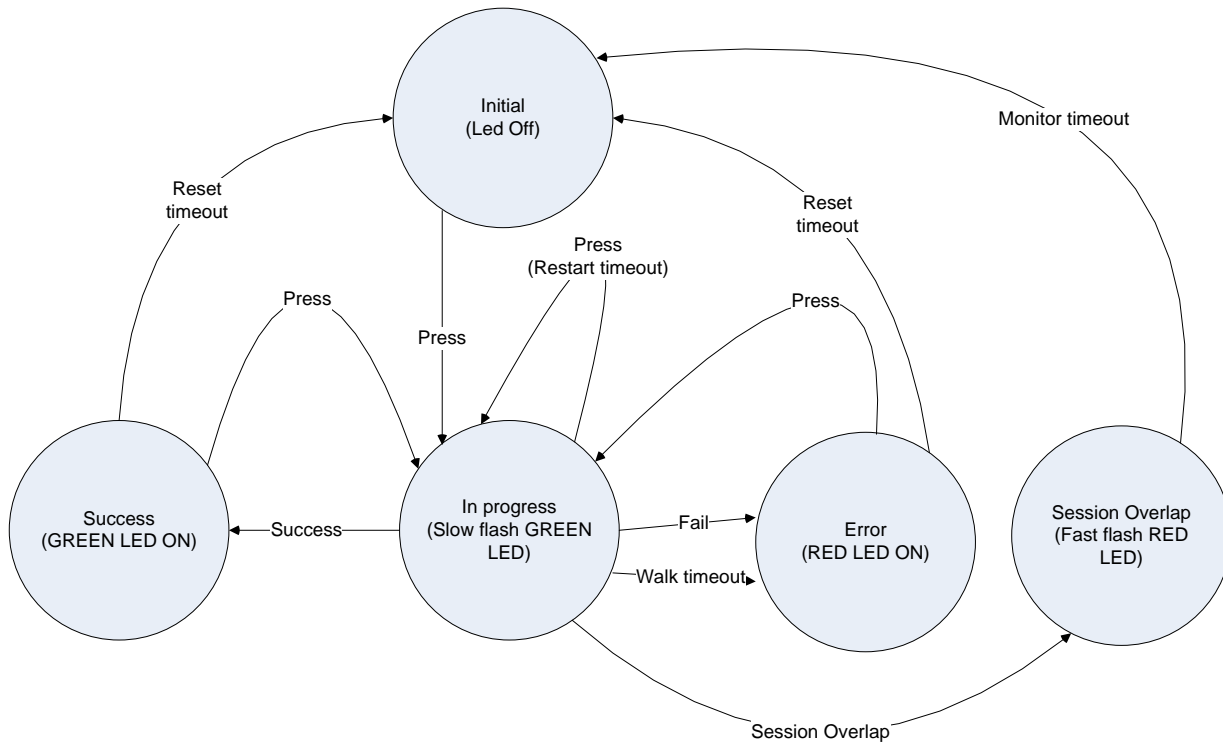 Initial
(Led Off)
Monitor timeout
Reset
timeout
Reset
timeout
Press
(Restart timeout)
Press
Press
Press
Success
(GREEN LED ON)
Success
In progress
(Slow flash GREEN
LED)
Fail
Walk timeout
Error
(RED LED ON)
Session Overlap
(Fast flash RED
LED)
Session Overlap